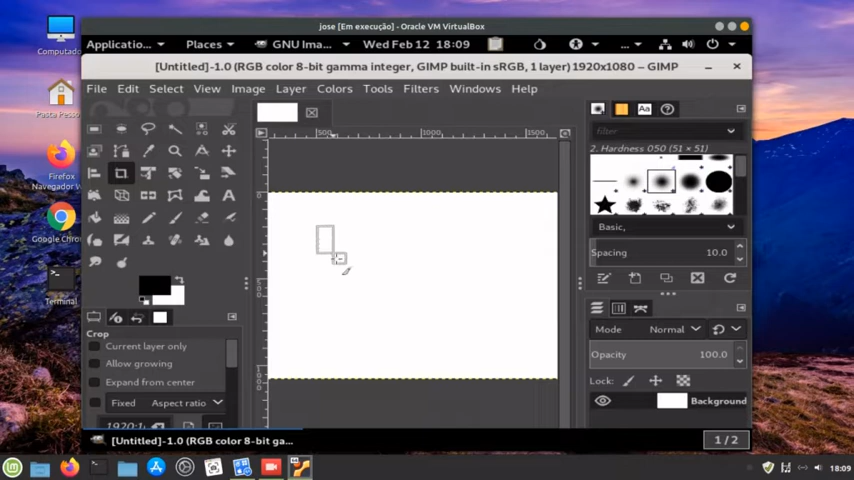 jose [Em execução] - Oracle VM VirtualBox
Computado
Pasta Pesso
Firefox
Navegador V
Google Chro
Terminal
Applicatio...
Places
GNU Ima...
Wed Feb 12 18:09
...
[Untitled]-1.0 (RGB color 8-bit gamma integer, GIMP built-in sRGB, 1 layer) 1920x1080 – GIMP
File Edit Select View Image Layer Colors Tools Filters Windows Help
500
1000
1500
0
filter
2. Hardness 050 (51 × 51)
Basic,
Spacing 10.0
Mode Normal
Opacity 100.0
Lock:
Background
Crop
Current layer only
Allow growing
Expand from center
Fixed Aspect ratio
[Untitled]-1.0 (RGB color 8-bit ga...
1 / 2
18:09